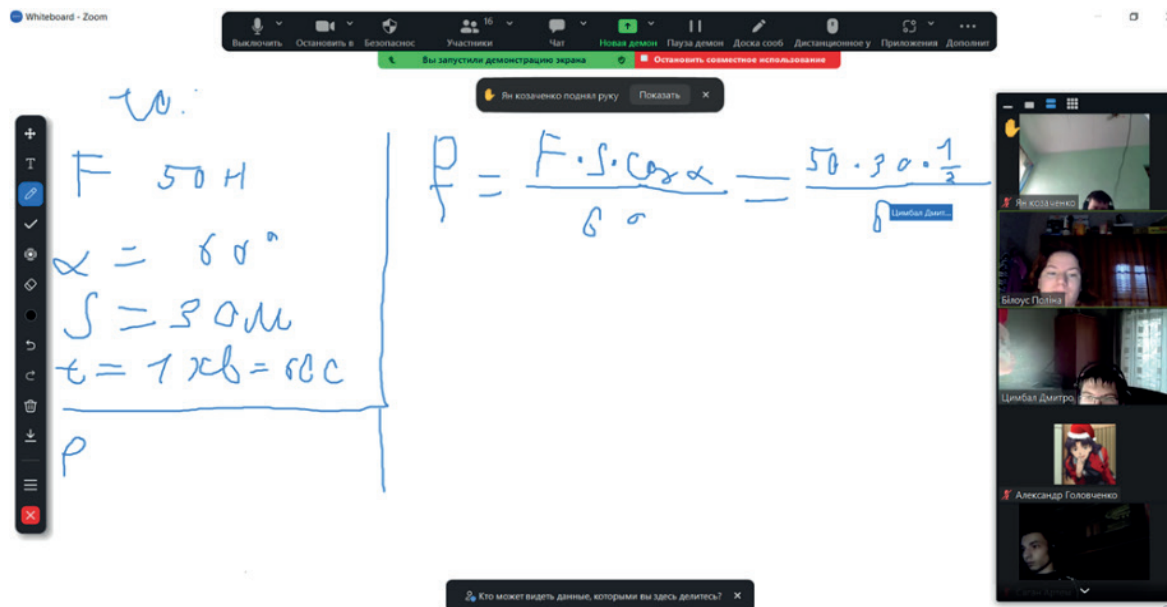 Whiteboard - Zoom
16
Выключить
Остановить в
Безопаснос
Участники
Чат
Новая демон
Пауза демон
Доска сооб
Дистанционное у
Приложения
Дополнит
Вы запустили демонстрацию экрана
Остановить совместное использование
Ян козаченко поднял руку
Показать
F 50 Н
α = 60°
S = 30 м
t = 1 хв = 60 с
P
P = F · S · cos α / 60 = 50 · 30 · 1/2 / 6
Цимбал Дмит...
Ян козаченко
Білоус Поліна
Цимбал Дмитро
Александр Головченко
Кто может видеть данные, которыми вы здесь делитесь?